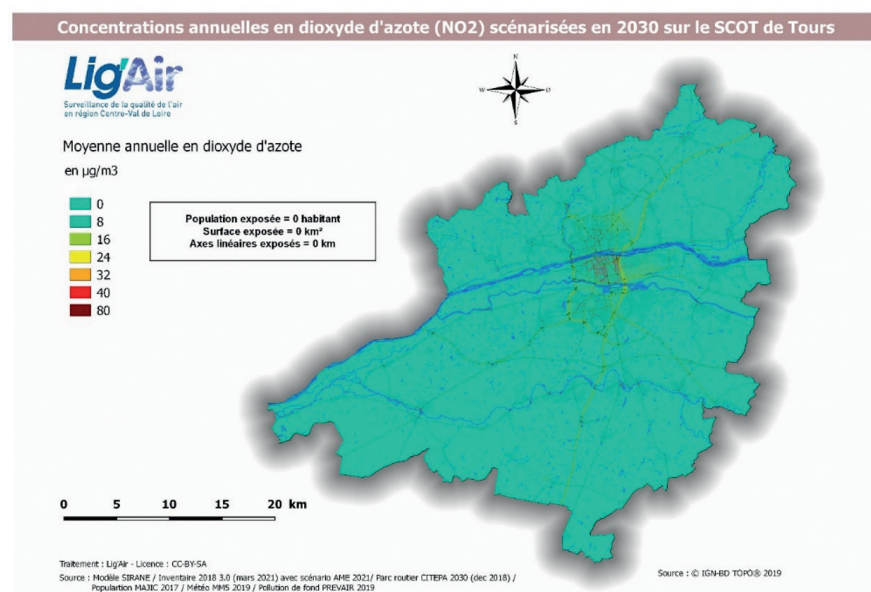 Concentrations annuelles en dioxyde d'azote (NO2) scénarisées en 2030 sur le SCOT de Tours
Lig'Air
Surveillance de la qualité de l'air
en région Centre-Val de Loire
N
W
O
S
Moyenne annuelle en dioxyde d'azote
en µg/m3
0
8
16
24
32
40
80
Population exposée = 0 habitant
Surface exposée = 0 km²
Axes linéaires exposés = 0 km
0 5 10 15 20 km
Traitement : Lig'Air - Licence : CC-BY-SA
Source : Modèle SIRANE / Inventaire 2018 3.0 (mars 2021) avec scénario AME 2021/ Parc routier CITEPA 2030 (dec 2018) /
Population MAJIC 2017 / Météo MM5 2019 / Pollution de fond PREVAIR 2019
Source : © IGN-BD TOPO® 2019